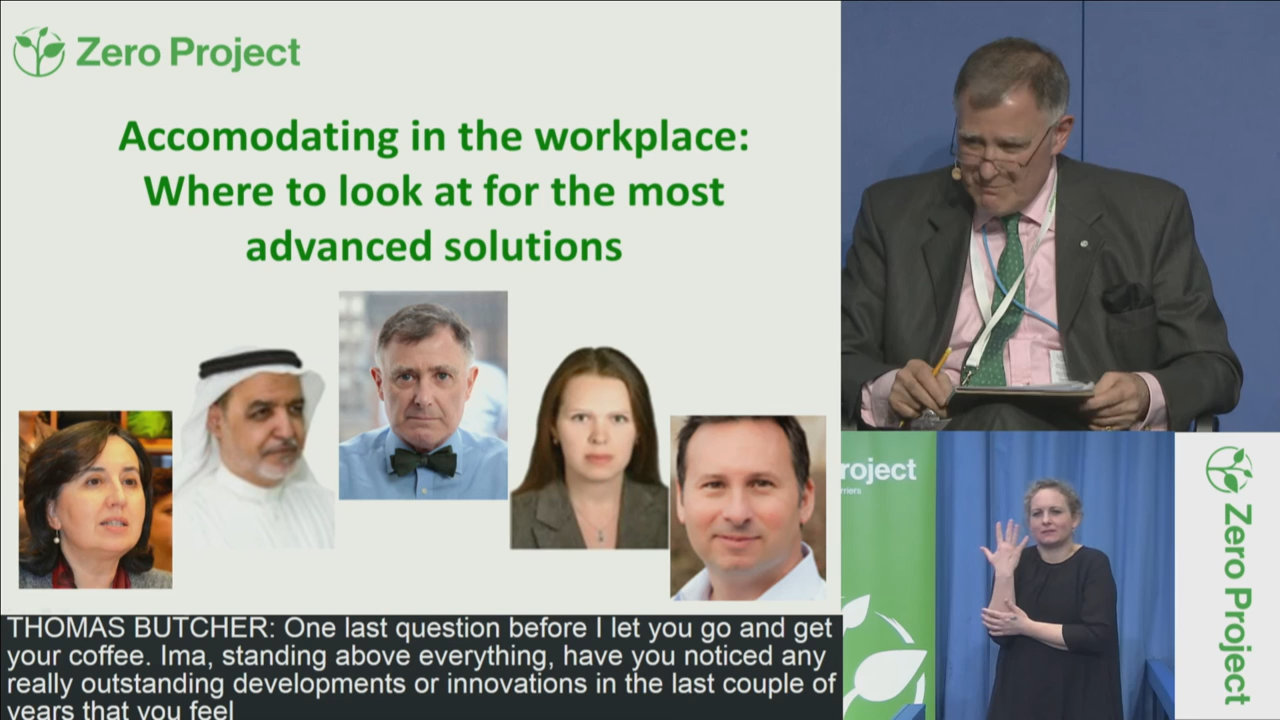 Zero Project
Accomodating in the workplace:
Where to look at for the most
advanced solutions
THOMAS BUTCHER: One last question before I let you go and get
your coffee. Ima, standing above everything, have you noticed any
really outstanding developments or innovations in the last couple of
years that you feel
roject
rriers
Zero Project